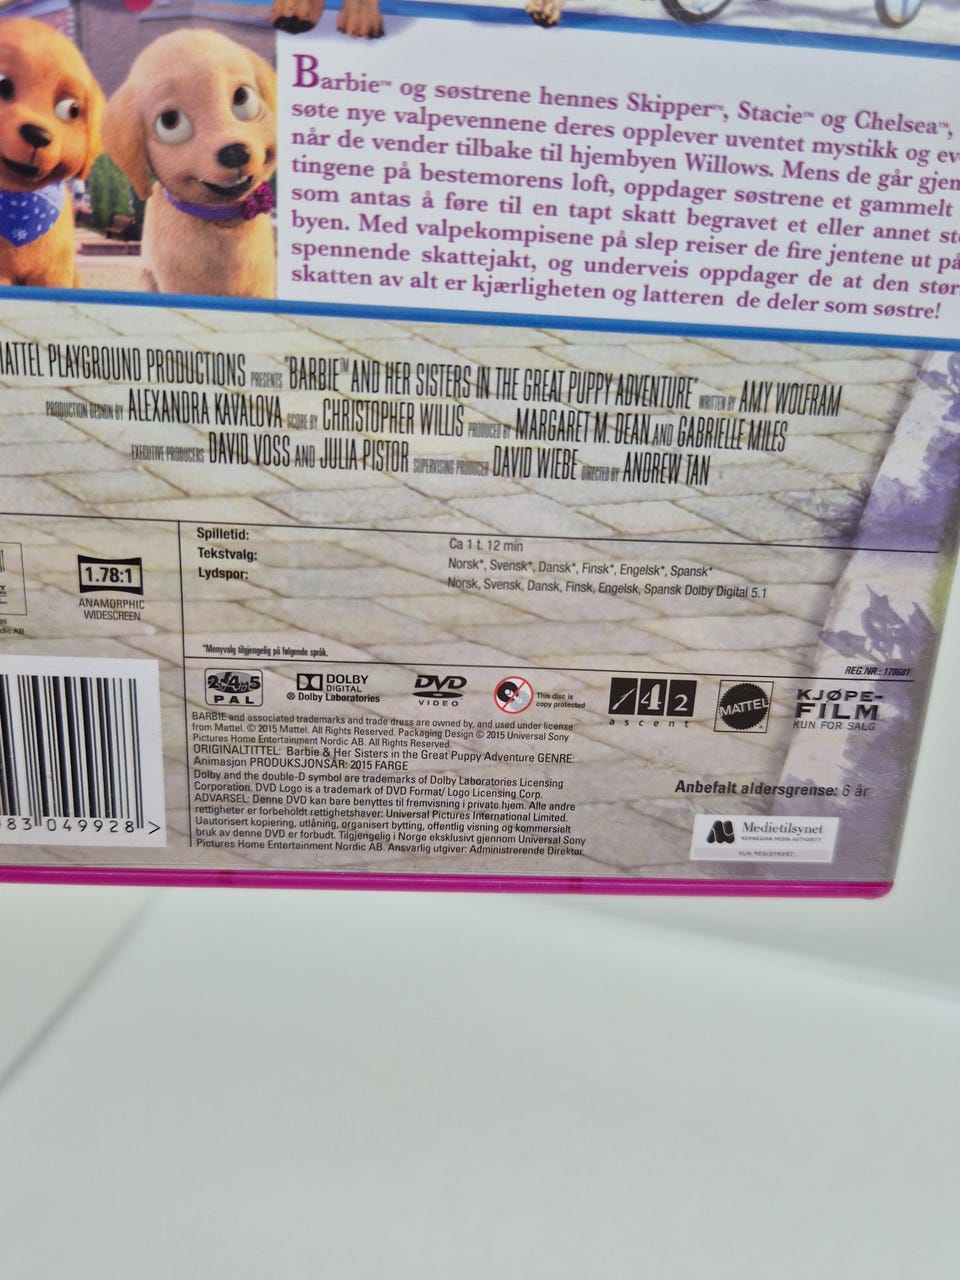 Barbie™ og søstrene hennes Skipper™, Stacie™ og Chelsea™,
søte nye valpevennene deres opplever uventet mystikk og
når de vender tilbake til hjembyen Willows. Mens de går
tingene på bestemorens loft, oppdager søstrene et gammelt
som antas å føre til en tapt skatt begravet et eller annet
byen. Med valpekompisene på slep reiser de fire jentene ut på
spennende skattejakt, og underveis oppdager de at den
skatten av alt er kjærligheten og latteren de deler som søstre!
MATTEL PLAYGROUND PRODUCTIONS PRESENTS "BARBIE™ AND HER SISTERS IN THE GREAT PUPPY ADVENTURE" WRITTEN BY AMY WOLFRAM
PRODUCTION DESIGN BY ALEXANDRA KAVALOVA SCORE BY CHRISTOPHER WILLIS PRODUCED BY MARGARET M. DEAN AND GABRIELLE MILES
EXECUTIVE PRODUCERS DAVID VOSS AND JULIA PISTOR SUPERVISING PRODUCER DAVID WIEBE DIRECTED BY ANDREW TAN
1.78:1
ANAMORPHIC
WIDESCREEN
Spilletid: Ca 1 t. 12 min
Tekstvalg: Norsk*, Svensk*, Dansk*, Finsk*, Engelsk*, Spansk*
Lydspor: Norsk, Svensk, Dansk, Finsk, Engelsk, Spansk Dolby Digital 5.1
*Menyvalg tilgjengelig på følgende språk.
REG.NR.: 178681
2•4•5
PAL
DOLBY
DIGITAL
® Dolby Laboratories
DVD
VIDEO
This disc is
copy protected
142
ascent
MATTEL
KJØPE-
FILM
KUN FOR SALG
BARBIE and associated trademarks and trade dress are owned by, and used under license
from Mattel. © 2015 Mattel. All Rights Reserved. Packaging Design © 2015 Universal Sony
Pictures Home Entertainment Nordic AB. All Rights Reserved.
ORIGINALTITTEL: Barbie & Her Sisters in the Great Puppy Adventure GENRE:
Animasjon PRODUKSJONSÅR: 2015 FARGE
Dolby and the double-D symbol are trademarks of Dolby Laboratories Licensing
Corporation. DVD Logo is a trademark of DVD Format/ Logo Licensing Corp.
ADVARSEL: Denne DVD kan bare benyttes til fremvisning i privat hjem. Alle andre
rettigheter er forbeholdt rettighetshaver: Universal Pictures International Limited.
Uautorisert kopiering, utlåning, organisert bytting, offentlig visning og kommersielt
bruk av denne DVD er forbudt. Tilgjengelig i Norge eksklusivt gjennom Universal Sony
Pictures Home Entertainment Nordic AB. Ansvarlig utgiver: Administrerende Direktør.
Anbefalt aldersgrense: 6 år
Medietilsynet
NORWEGIAN MEDIA AUTHORITY
KUN REGISTRERT
83 049928 >